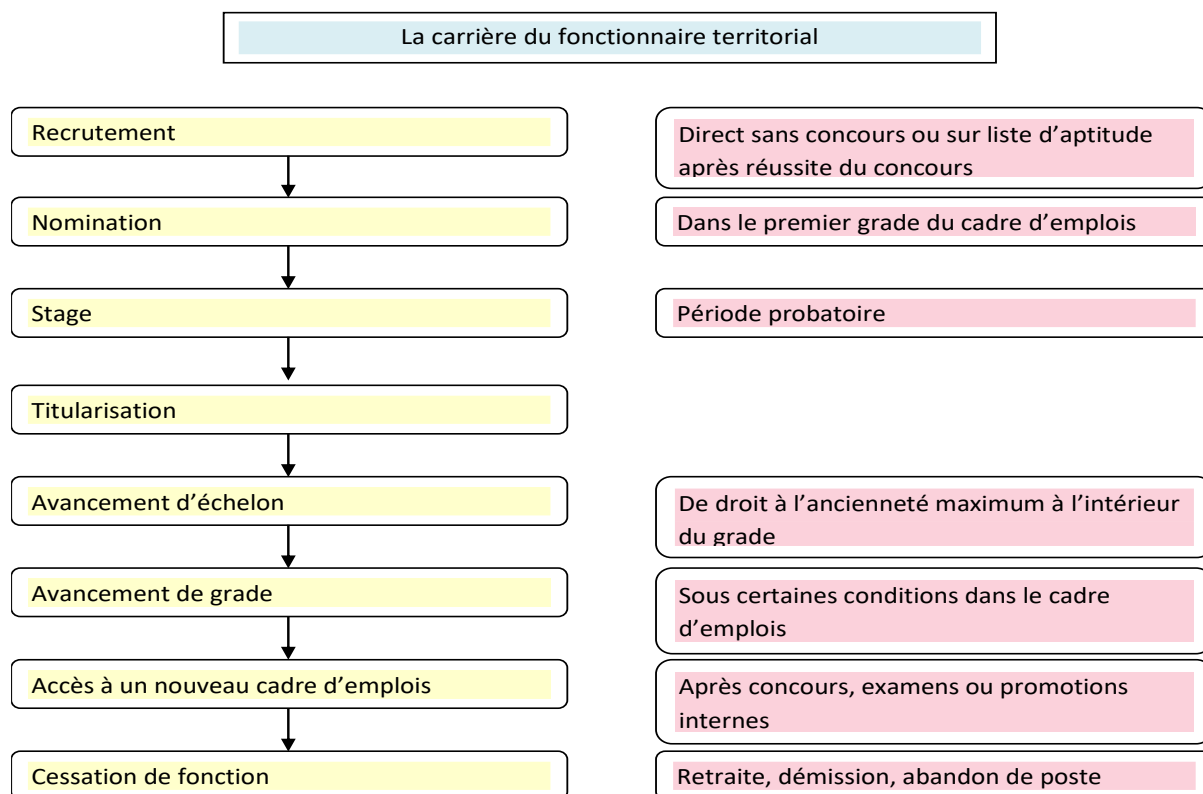 La carrière du fonctionnaire territorial
Recrutement
Direct sans concours ou sur liste d’aptitude
après réussite du concours
Nomination
Dans le premier grade du cadre d’emplois
Stage
Période probatoire
Titularisation
Avancement d’échelon
De droit à l’ancienneté maximum à l’intérieur
du grade
Avancement de grade
Sous certaines conditions dans le cadre
d’emplois
Accès à un nouveau cadre d’emplois
Après concours, examens ou promotions
internes
Cessation de fonction
Retraite, démission, abandon de poste